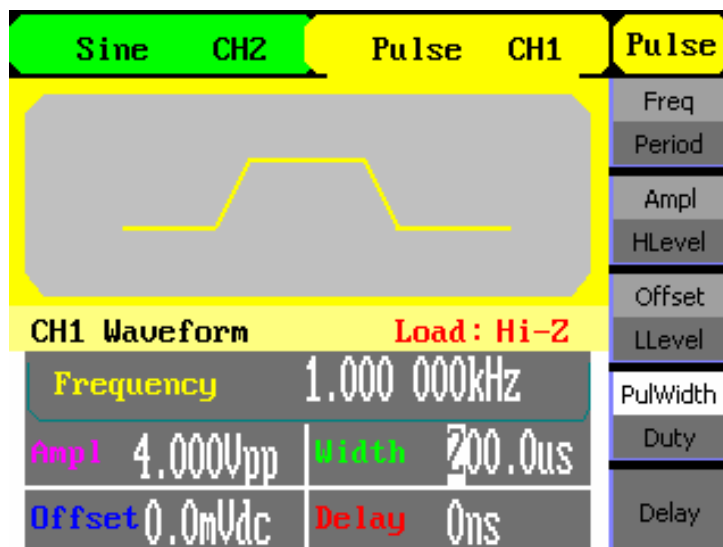 Sine CH2 Pulse CH1 Pulse
Freq
Period
Ampl
HLevel
Offset
LLevel
PulWidth
Duty
Delay
CH1 Waveform Load: Hi-Z
Frequency 1.000 000kHz
Ampl 4.000Vpp Width 200.0us
Offset 0.0mVdc Delay 0ns